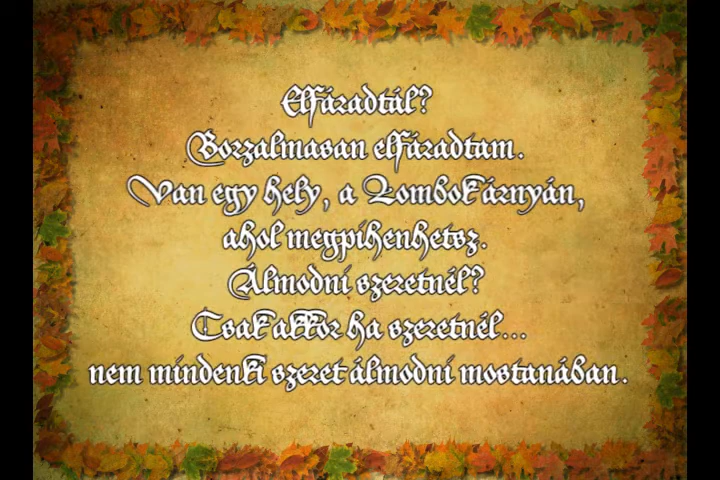 Elfáradtál?
Borzalmasan elfáradtam.
Van egy hely, a Lombok árnyán,
ahol megpihenhetsz.
Álmodni szeretnél?
Csak akkor ha szeretnél...
nem mindenki szeret álmodni mostanában.